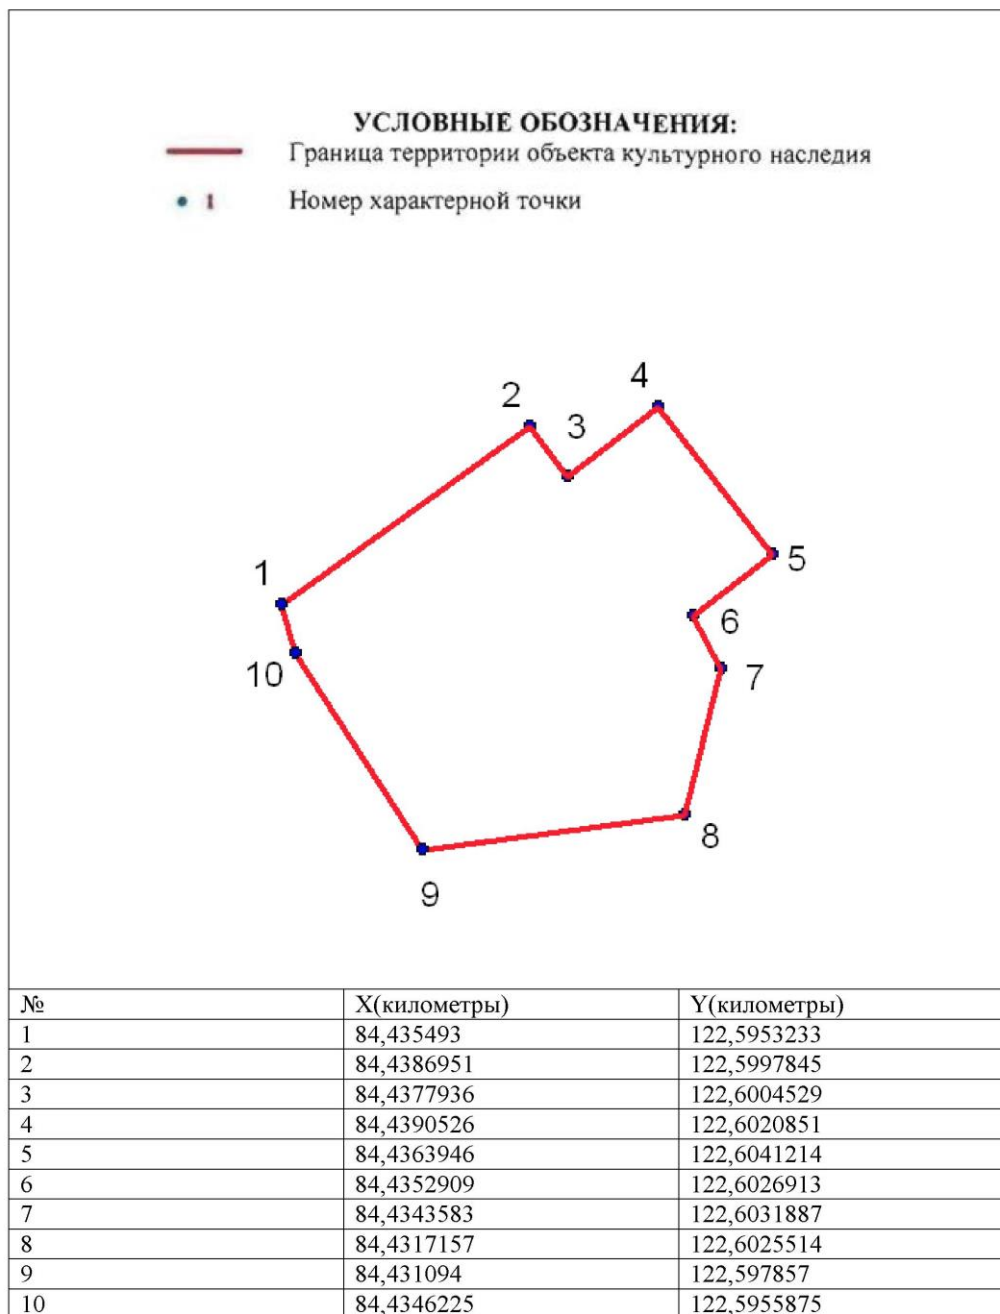 УСЛОВНЫЕ ОБОЗНАЧЕНИЯ:
Граница территории объекта культурного наследия
1 Номер характерной точки
4
2
3
5
1
6
10
7
8
9
№ X(километры) Y(километры)
1 84,435493 122,5953233
2 84,4386951 122,5997845
3 84,4377936 122,6004529
4 84,4390526 122,6020851
5 84,4363946 122,6041214
6 84,4352909 122,6026913
7 84,4343583 122,6031887
8 84,4317157 122,6025514
9 84,431094 122,597857
10 84,4346225 122,5955875